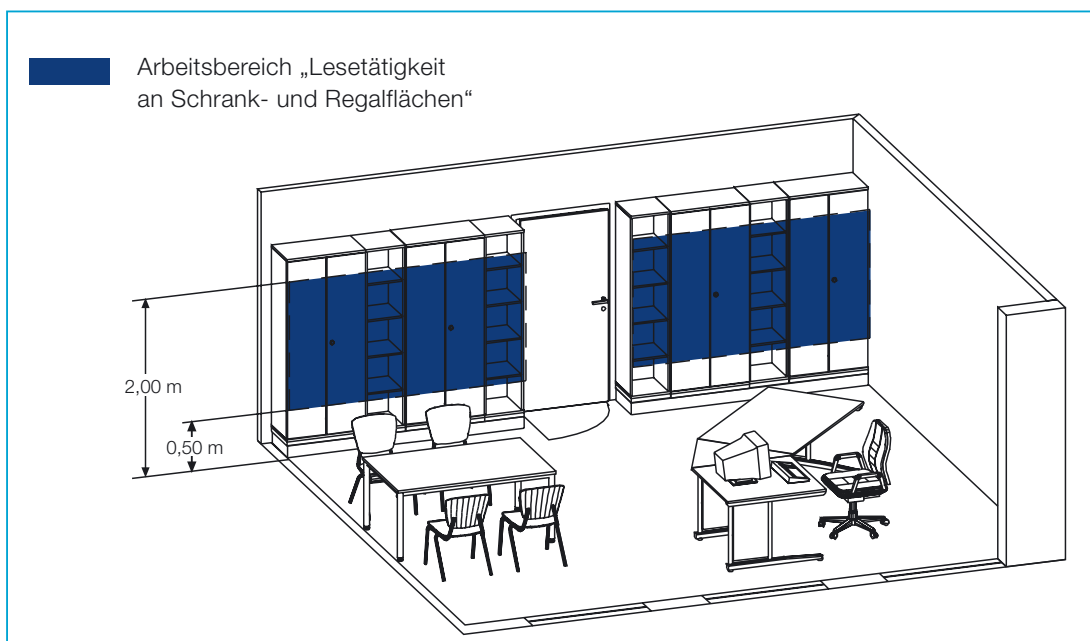 Arbeitsbereich „Lesetätigkeit
an Schrank- und Regalflächen“
2,00 m
0,50 m